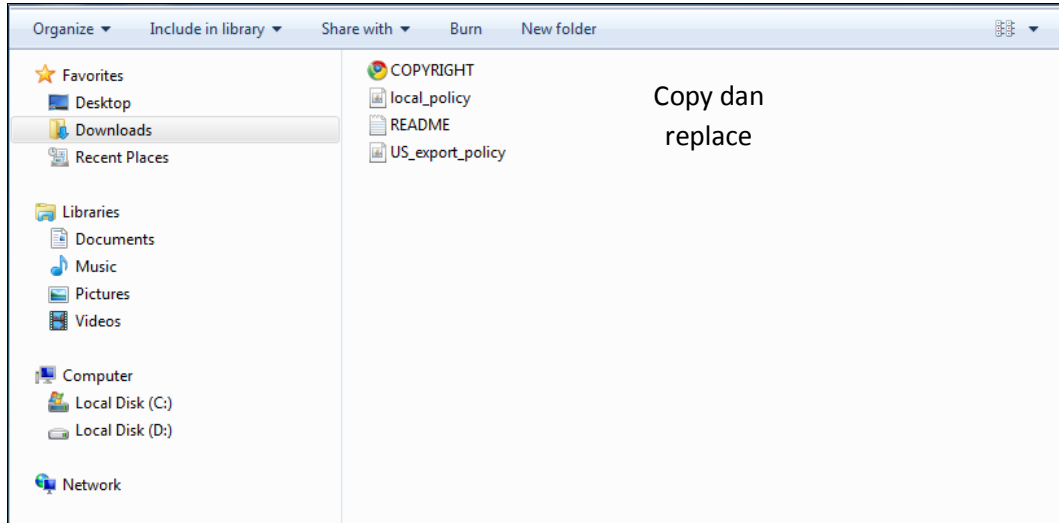 Organize Include in library Share with Burn New folder
Favorites
Desktop
Downloads
Recent Places
Libraries
Documents
Music
Pictures
Videos
Computer
Local Disk (C:)
Local Disk (D:)
Network
COPYRIGHT
local_policy
README
US_export_policy
Copy dan
replace